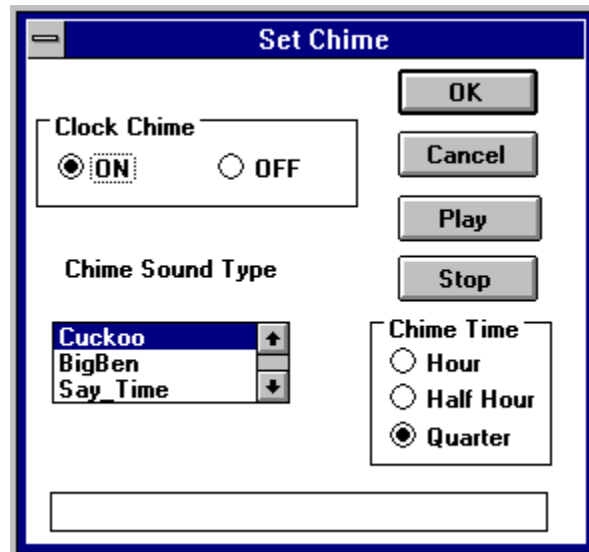 Set Chime
OK
Clock Chime
ON OFF
Cancel
Play
Chime Sound Type
Stop
Cuckoo
BigBen
Say_Time
Chime Time
Hour
Half Hour
Quarter